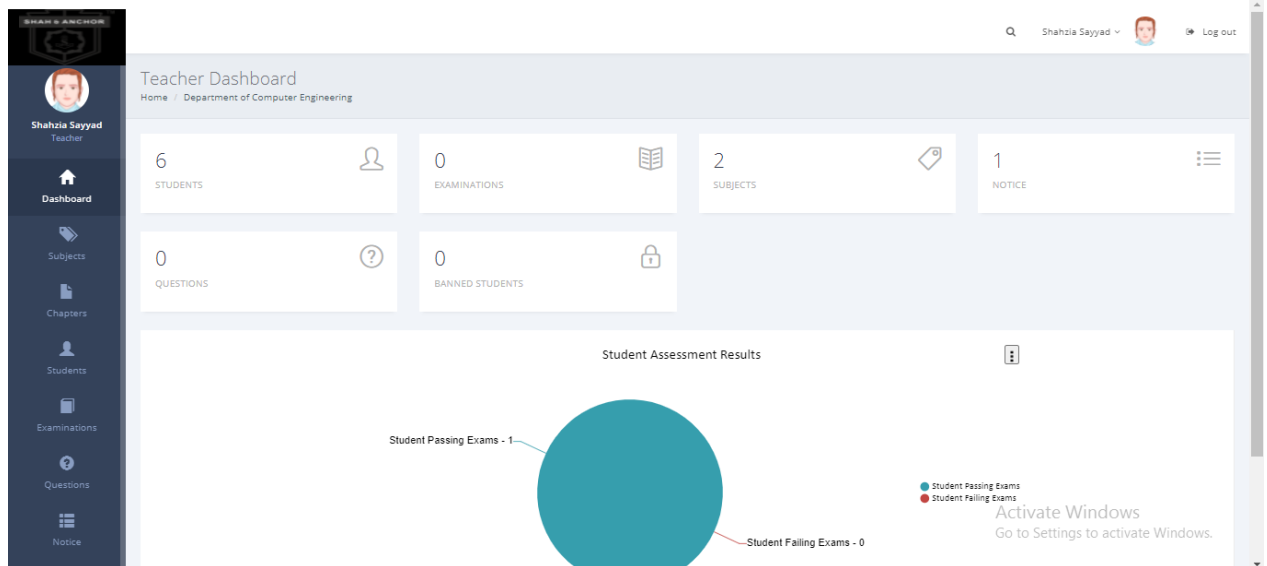 SHAH & ANCHOR
Shahzia Sayyad
Log out
Shahzia Sayyad
Teacher
Dashboard
Subjects
Chapters
Students
Examinations
Questions
Notice
Teacher Dashboard
Home / Department of Computer Engineering
6
STUDENTS
0
EXAMINATIONS
2
SUBJECTS
1
NOTICE
0
QUESTIONS
0
BANNED STUDENTS
Student Assessment Results
Student Passing Exams - 1
Student Failing Exams - 0
Student Passing Exams
Student Failing Exams
Activate Windows
Go to Settings to activate Windows.